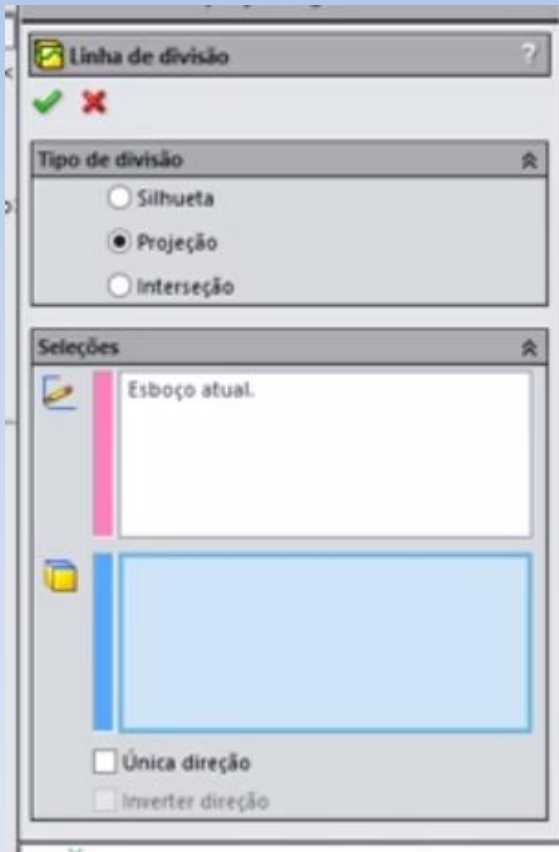 Linha de divisão ?
Tipo de divisão
Silhueta
Projeção
Interseção
Seleções
Esboço atual.
Única direção
Inverter direção